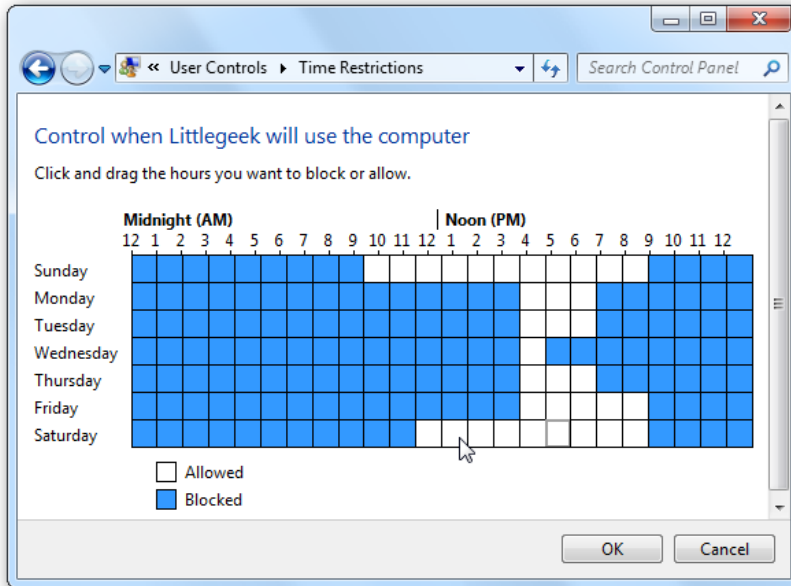 « User Controls ▸ Time Restrictions
Search Control Panel
Control when Littlegeek will use the computer
Click and drag the hours you want to block or allow.
Midnight (AM) Noon (PM)
12 1 2 3 4 5 6 7 8 9 10 11 12 1 2 3 4 5 6 7 8 9 10 11 12
Sunday
Monday
Tuesday
Wednesday
Thursday
Friday
Saturday
Allowed
Blocked
OK Cancel